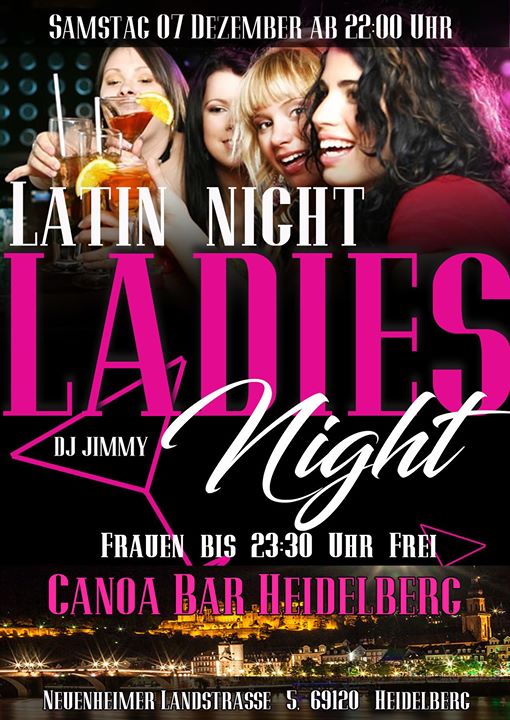 Samstag 07 Dezember ab 22:00 Uhr
Latin night
LADIES
Night
DJ JIMMY
Frauen bis 23:30 Uhr Frei
Canoa Bar Heidelberg
Neuenheimer Landstrasse 5, 69120 Heidelberg